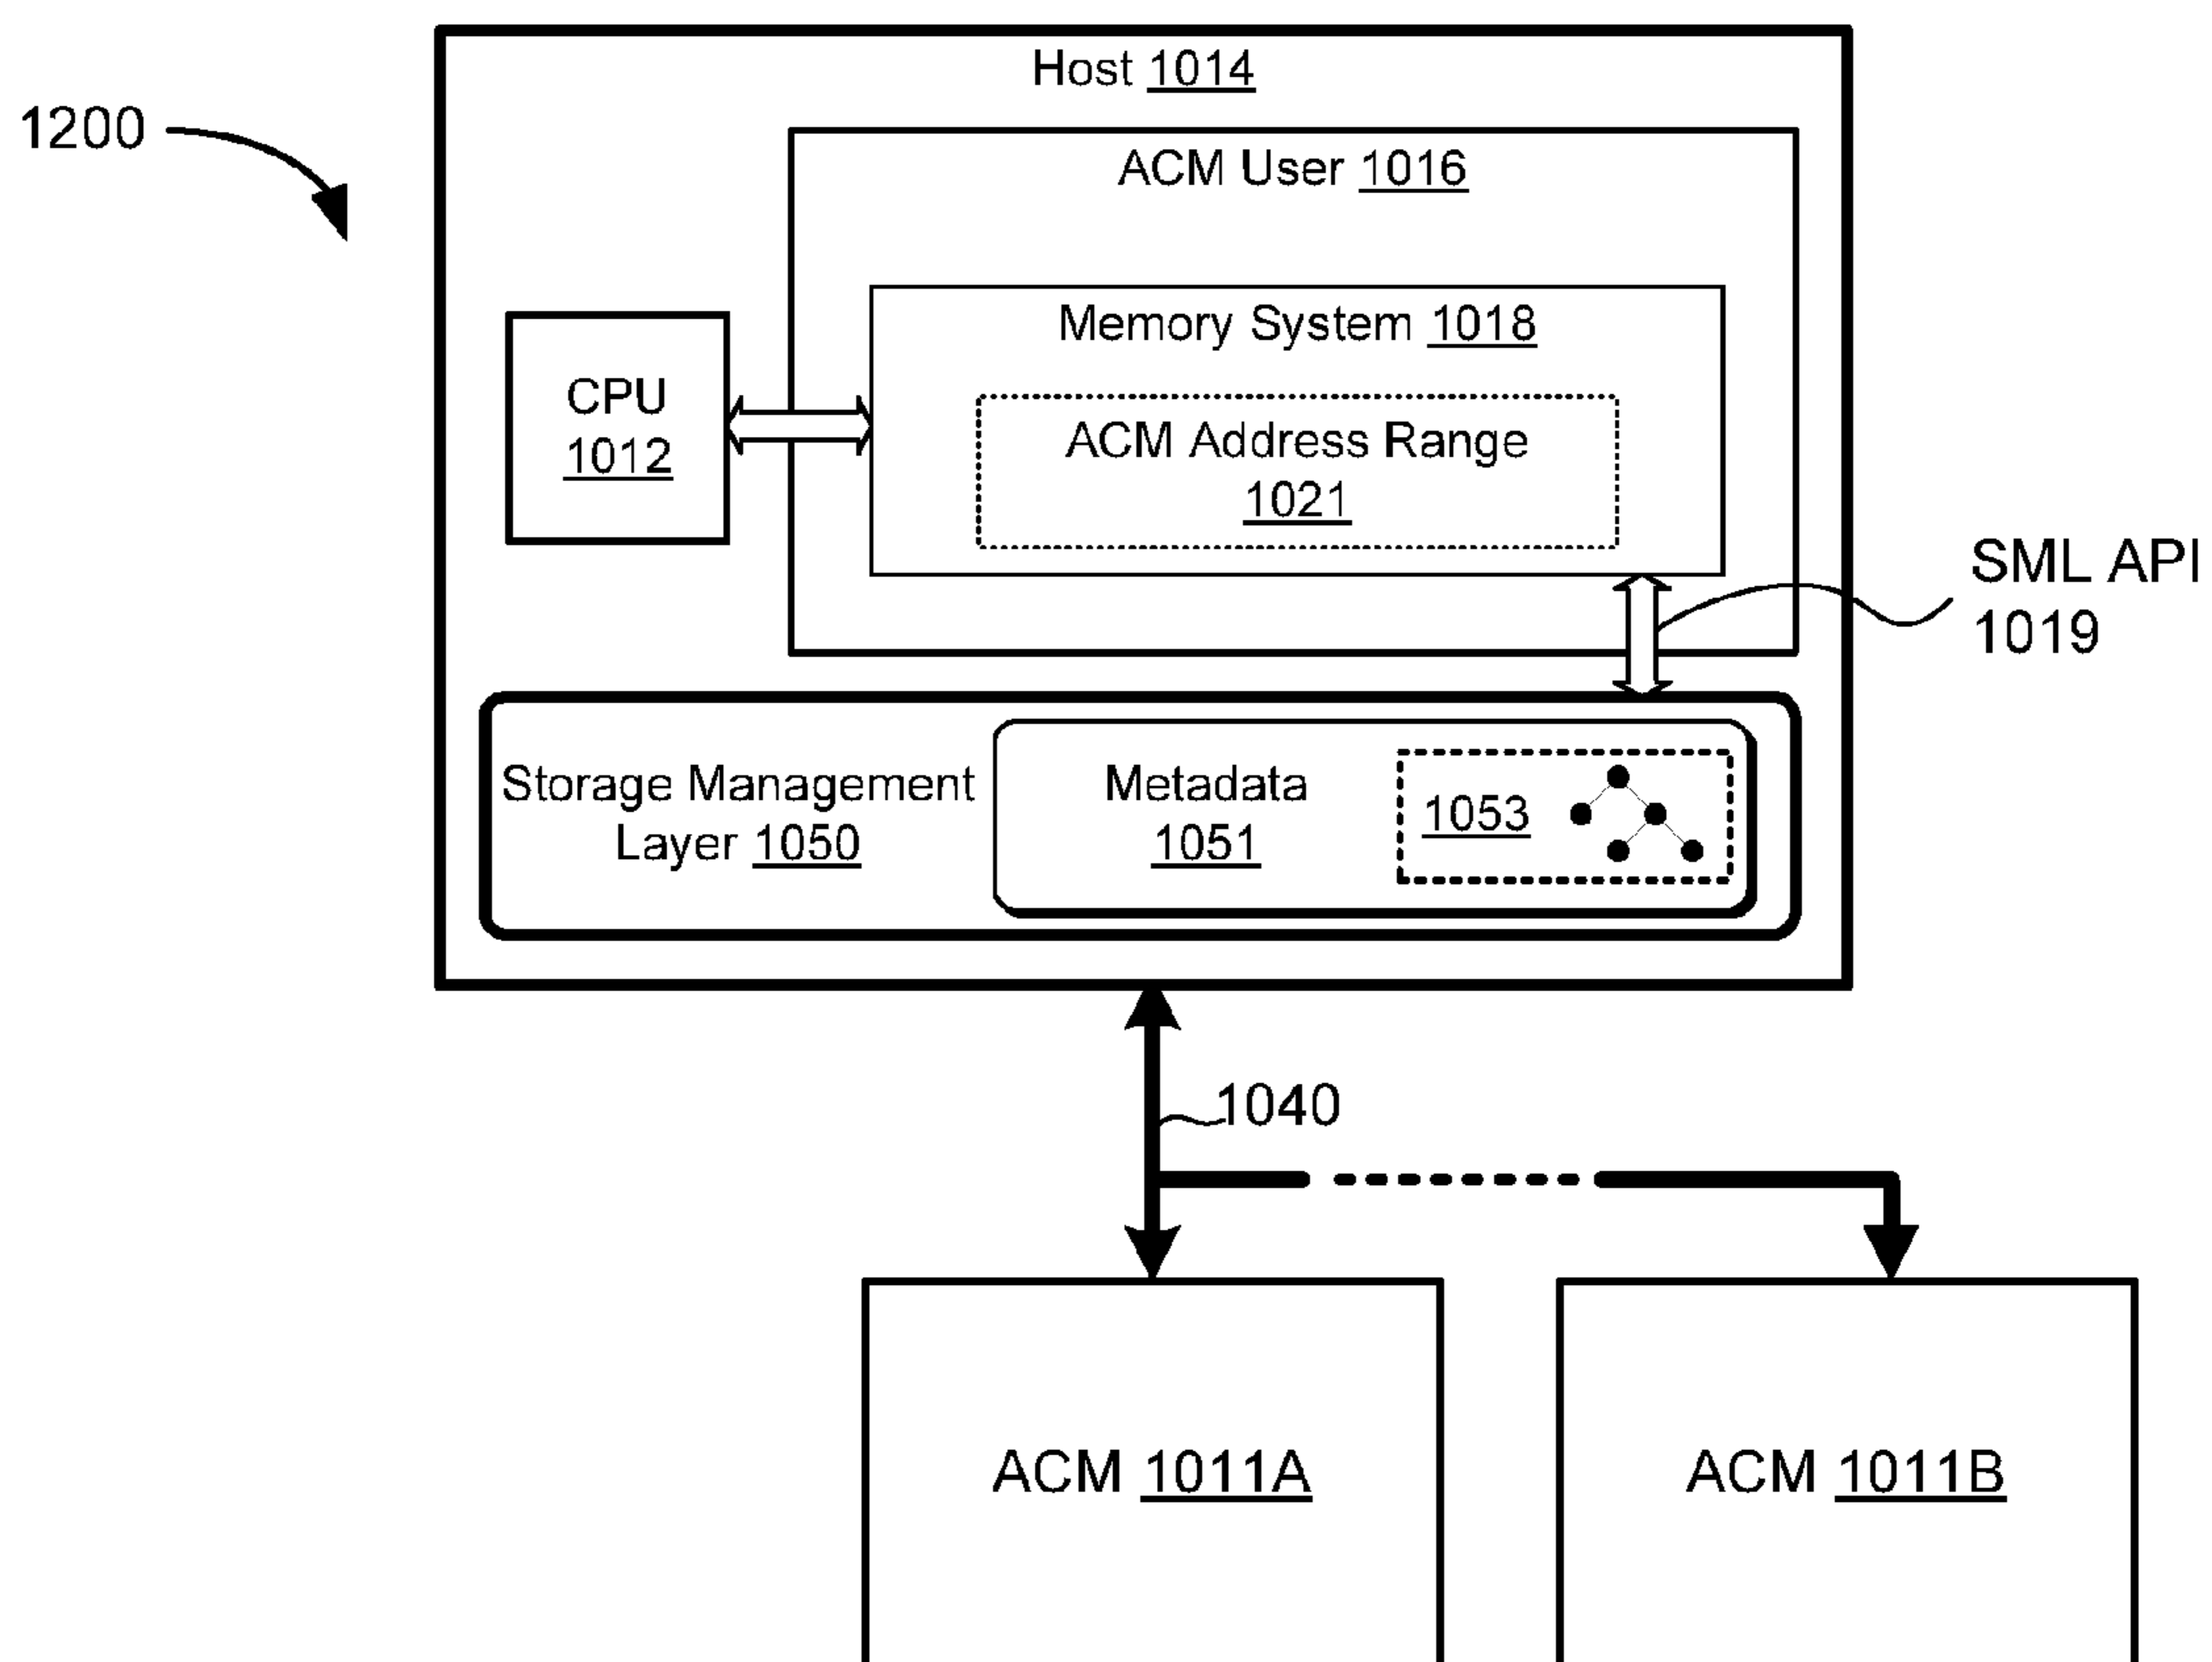 Host 1014
1200
ACM User 1016
Memory System 1018
CPU
1012
ACM Address Range
1021
SML API
1019
Storage Management
Layer 1050
Metadata
1051
1053
1040
ACM 1011A
ACM 1011B